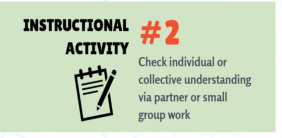 INSTRUCTIONAL
ACTIVITY
#2
Check individual or
collective understanding
via partner or small
group work